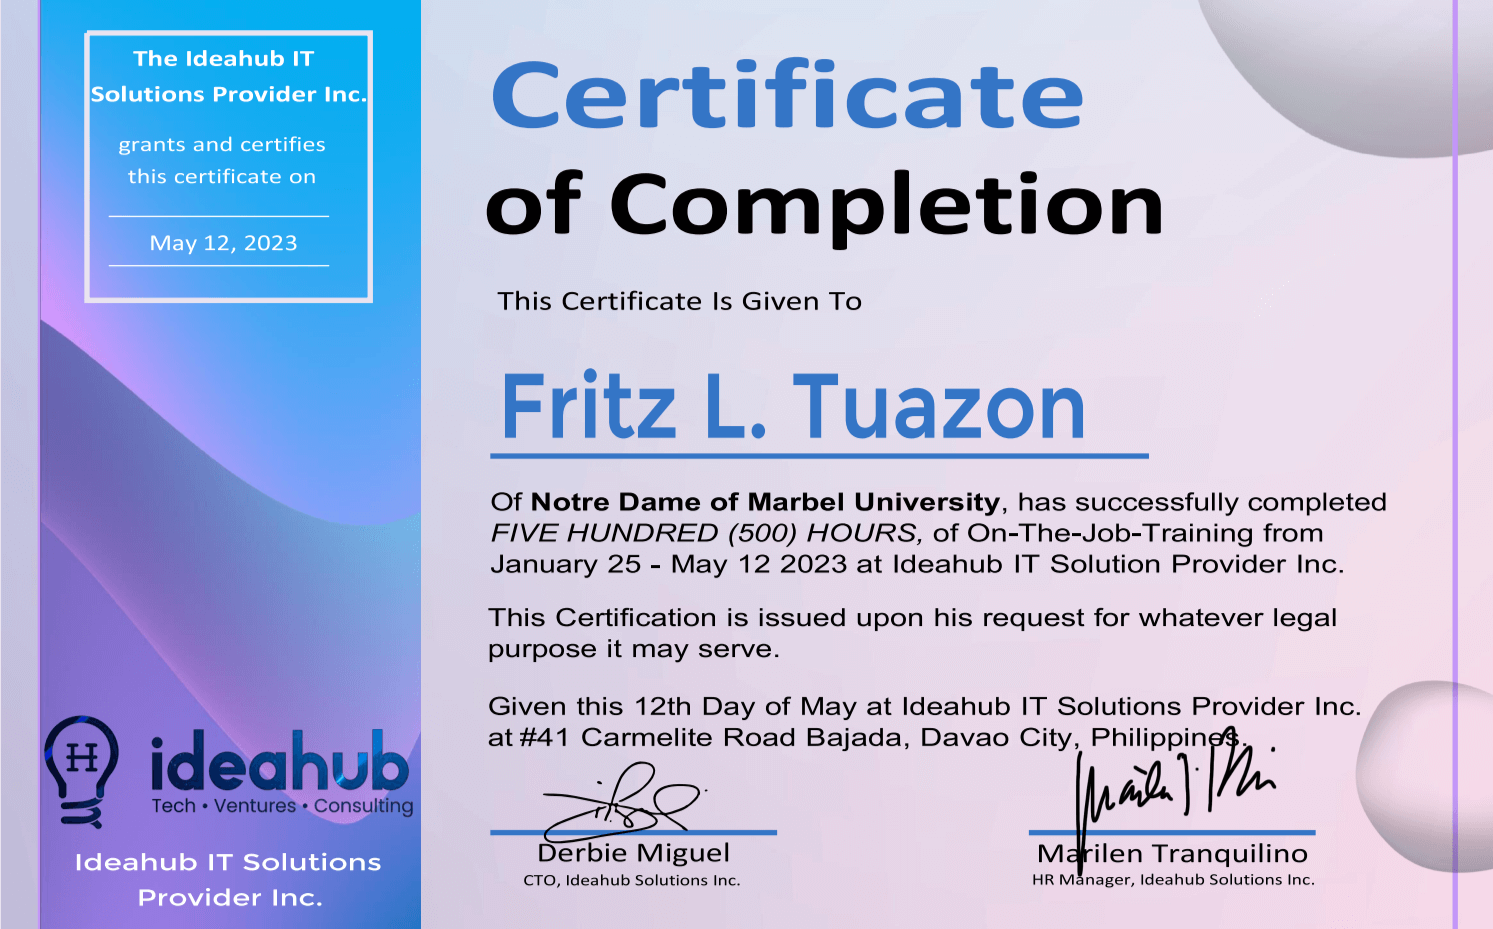 The Ideahub IT
Solutions Provider Inc.
grants and certifies
this certificate on
May 12, 2023
Certificate
of Completion
This Certificate Is Given To
Fritz L. Tuazon
Of Notre Dame of Marbel University, has successfully completed
FIVE HUNDRED (500) HOURS, of On-The-Job-Training from
January 25 - May 12 2023 at Ideahub IT Solution Provider Inc.
This Certification is issued upon his request for whatever legal
purpose it may serve.
Given this 12th Day of May at Ideahub IT Solutions Provider Inc.
at #41 Carmelite Road Bajada, Davao City, Philippines.
Derbie Miguel
CTO, Ideahub Solutions Inc.
Marilen Tranquilino
HR Manager, Ideahub Solutions Inc.
H
ideahub
Tech • Ventures • Consulting
Ideahub IT Solutions
Provider Inc.